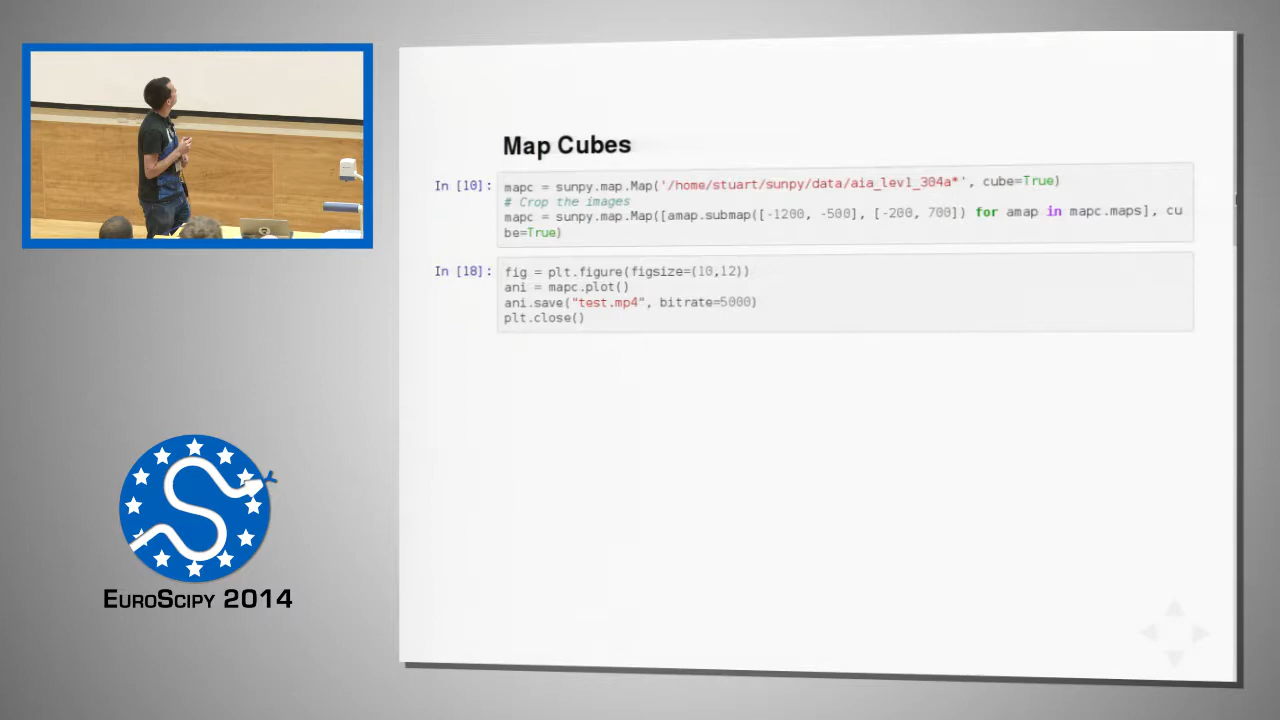 Map Cubes
In [10]:
mapc = sunpy.map.Map('/home/stuart/sunpy/data/aia_lev1_304a*', cube=True)
# Crop the images
mapc = sunpy.map.Map([amap.submap([-1200, -500], [-200, 700]) for amap in mapc.maps], cu
be=True)
In [18]:
fig = plt.figure(figsize=(10,12))
ani = mapc.plot()
ani.save("test.mp4", bitrate=5000)
plt.close()
EUROSCIPY 2014